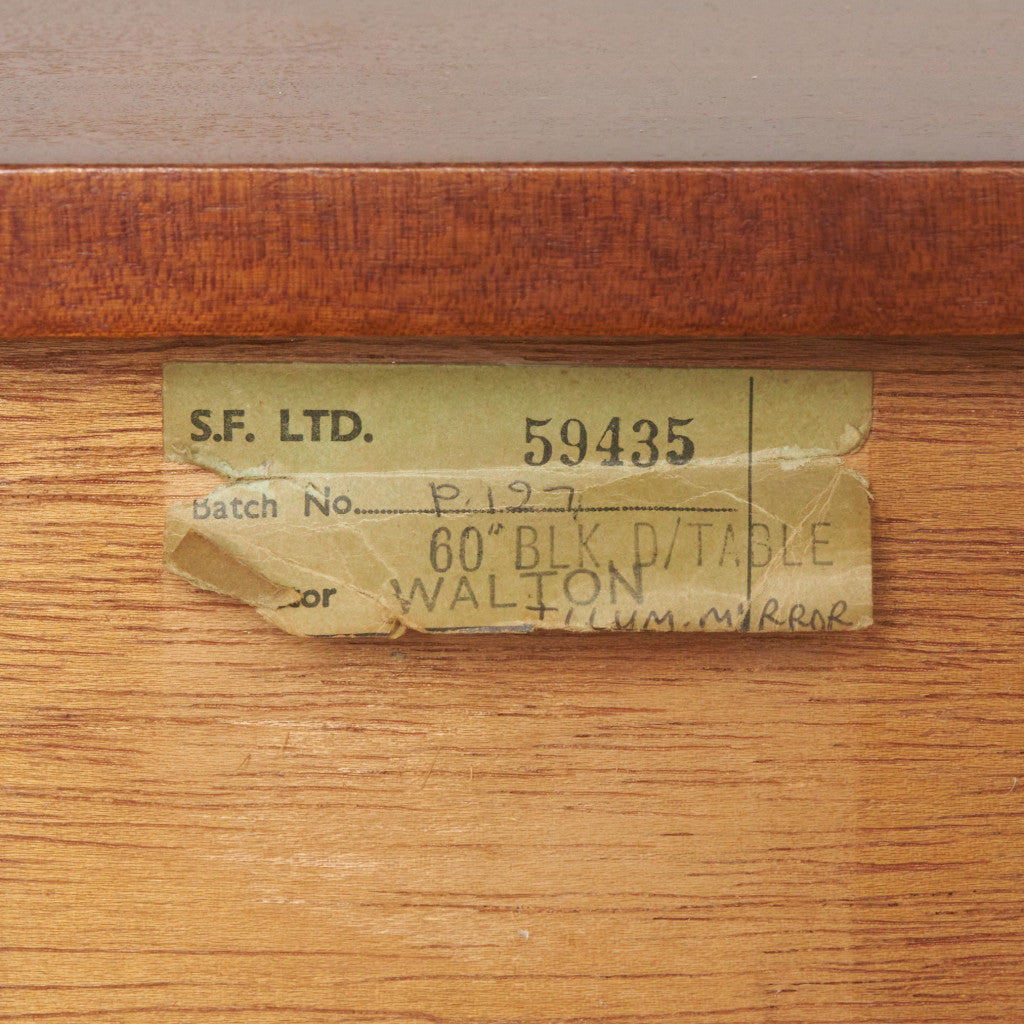 S.F. LTD. 59435
Batch No. P.127
60" BLK. D/TABLE
WALTON
+ ILLUM. MIRROR